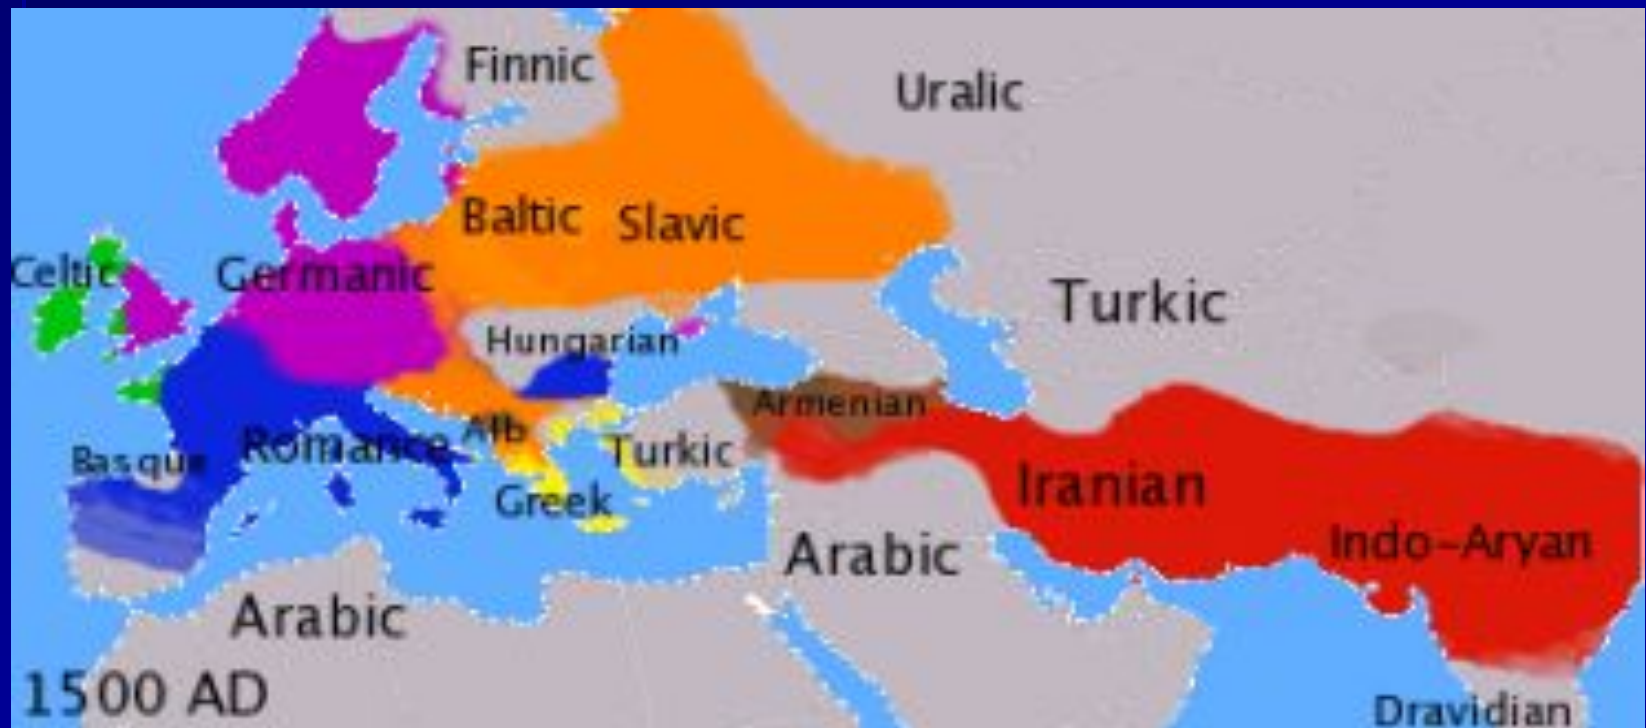 Finnic
Uralic
Baltic Slavic
Celtic
Germanic
Turkic
Hungarian
Armenian
Alb
Romance
Basque
Turkic
Iranian
Greek
Indo-Aryan
Arabic
Arabic
1500 AD
Dravidian